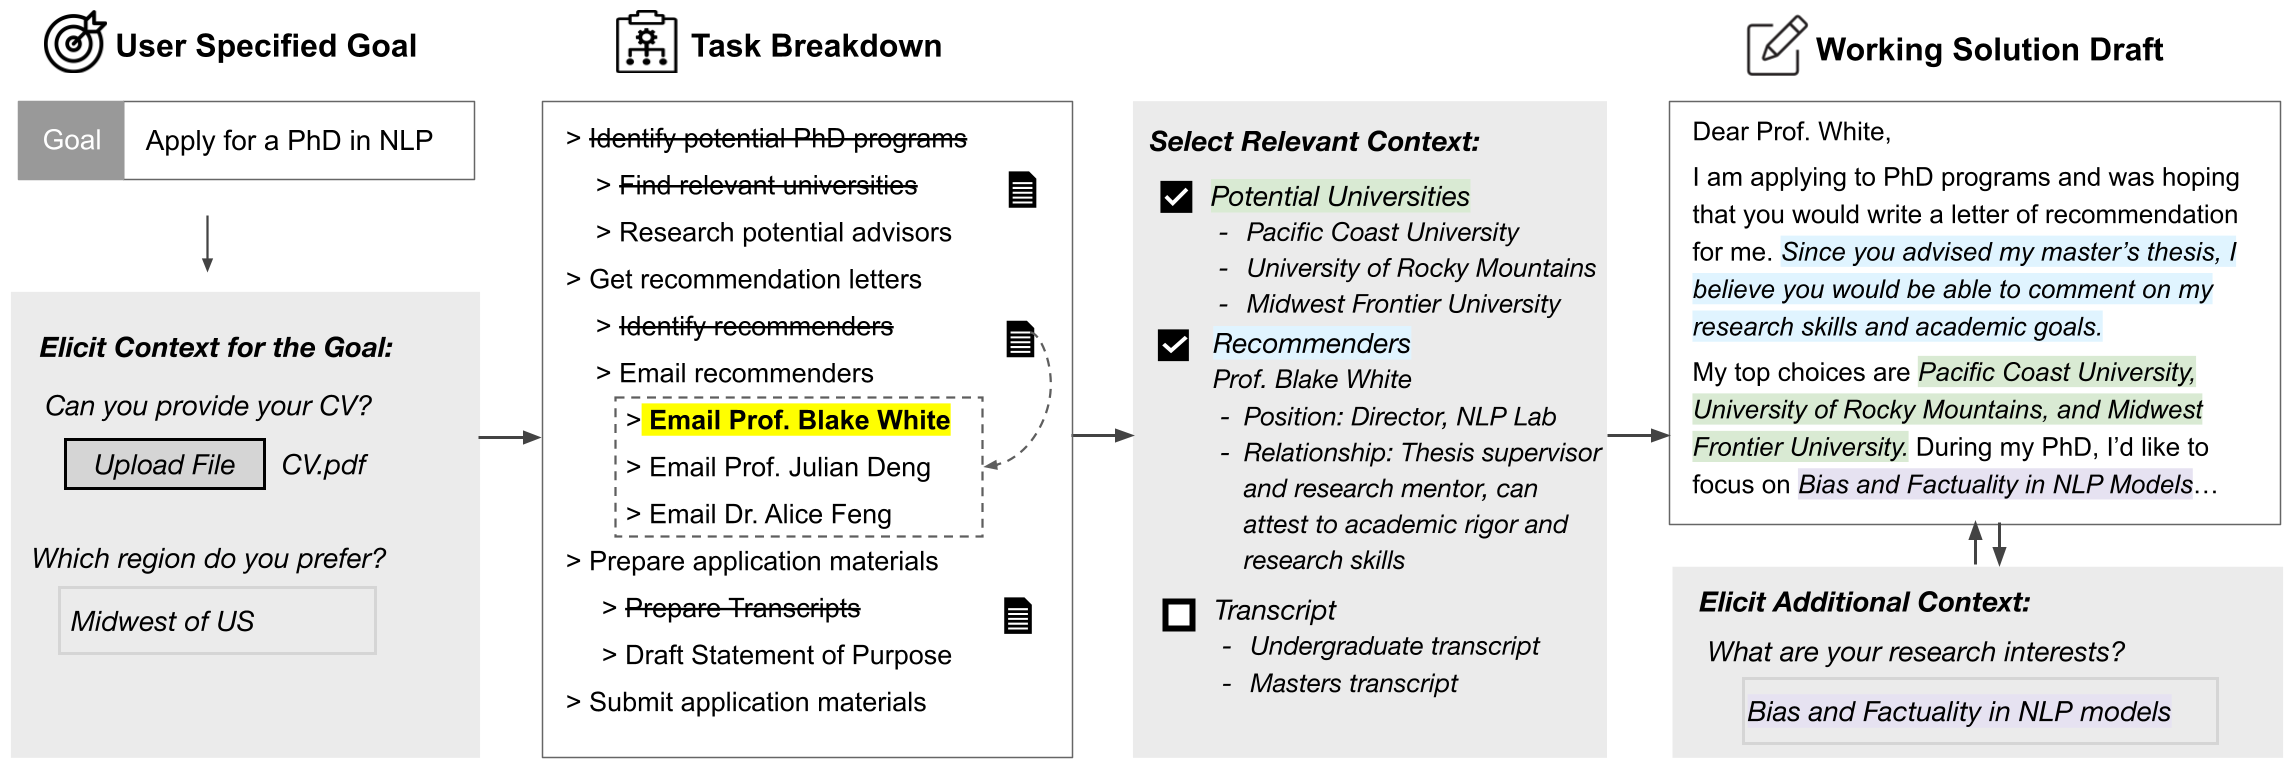 User Specified Goal
Goal
Apply for a PhD in NLP
Elicit Context for the Goal:
Can you provide your CV?
Upload File
CV.pdf
Which region do you prefer?
Midwest of US
Task Breakdown
> Identify potential PhD programs
> Find relevant universities
> Research potential advisors
> Get recommendation letters
> Identify recommenders
> Email recommenders
> Email Prof. Blake White
> Email Prof. Julian Deng
> Email Dr. Alice Feng
> Prepare application materials
> Prepare Transcripts
> Draft Statement of Purpose
> Submit application materials
Select Relevant Context:
Potential Universities
- Pacific Coast University
- University of Rocky Mountains
- Midwest Frontier University
Recommenders
Prof. Blake White
- Position: Director, NLP Lab
- Relationship: Thesis supervisor
and research mentor, can
attest to academic rigor and
research skills
Transcript
- Undergraduate transcript
- Masters transcript
Working Solution Draft
Dear Prof. White,
I am applying to PhD programs and was hoping
that you would write a letter of recommendation
for me. Since you advised my master’s thesis, I
believe you would be able to comment on my
research skills and academic goals.
My top choices are Pacific Coast University,
University of Rocky Mountains, and Midwest
Frontier University. During my PhD, I’d like to
focus on Bias and Factuality in NLP Models…
Elicit Additional Context:
What are your research interests?
Bias and Factuality in NLP models